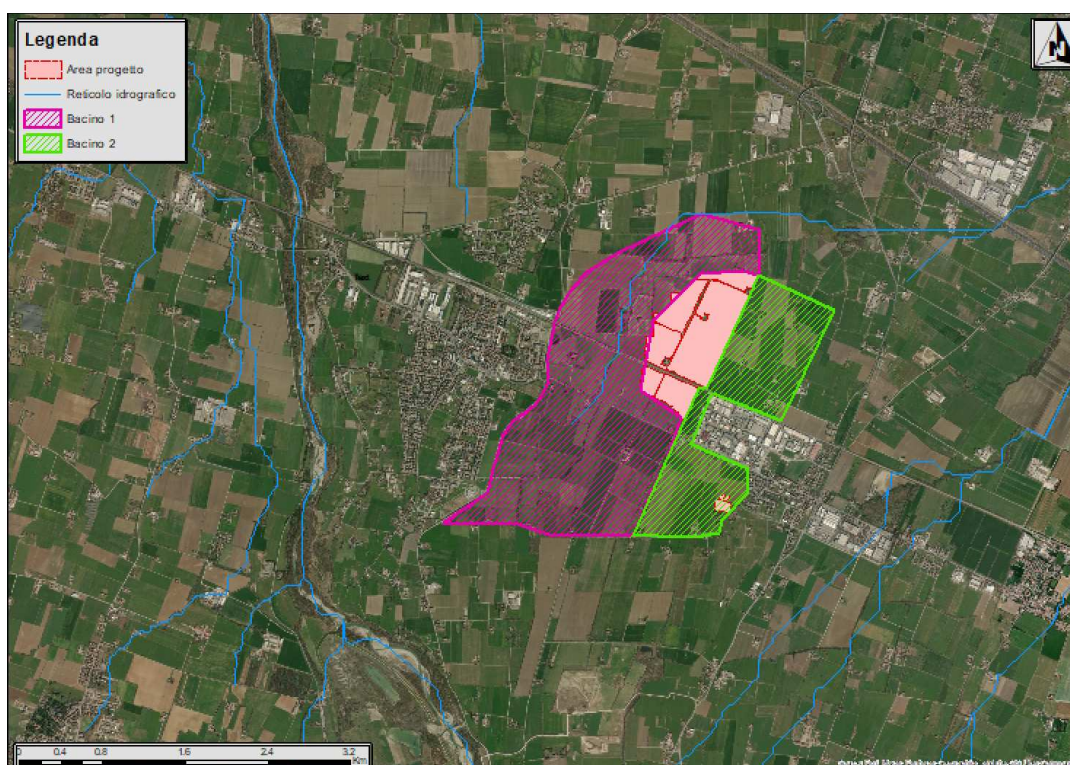 Legenda
Area progetto
Reticolo idrografico
Bacino 1
Bacino 2
N
0 0.4 0.8 1.6 2.4 3.2
Km